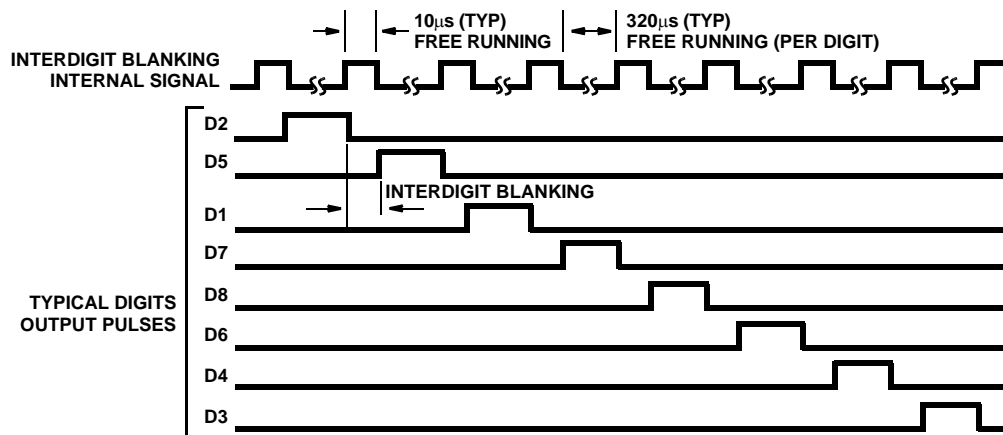 10μs (TYP)
FREE RUNNING
320μs (TYP)
FREE RUNNING (PER DIGIT)
INTERDIGIT BLANKING
INTERNAL SIGNAL
D2
D5
INTERDIGIT BLANKING
D1
D7
D8
TYPICAL DIGITS
OUTPUT PULSES
D6
D4
D3